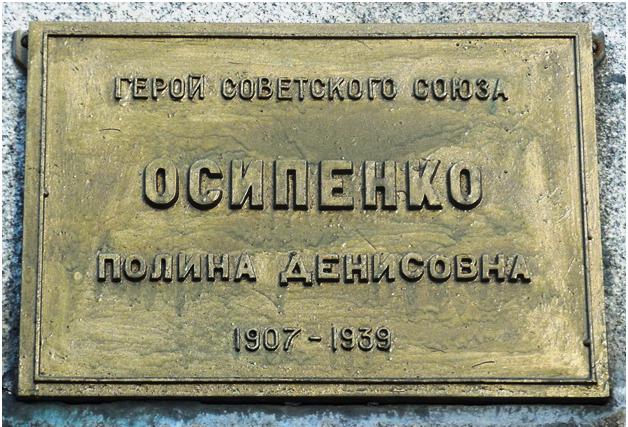 ГЕРОЙ СОВЕТСКОГО СОЮЗА
ОСИПЕНКО
ПОЛИНА ДЕНИСОВНА
1907-1939